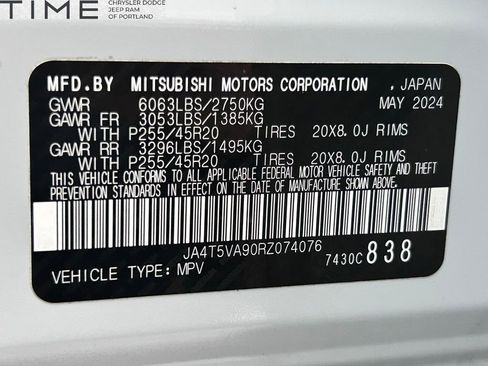 TIME
CHRYSLER DODGE
JEEP RAM
OF PORTLAND
MFD.BY MITSUBISHI MOTORS CORPORATION , JAPAN
GVWR 6063LBS/2750KG MAY 2024
GAWR FR 3053LBS/1385KG
WITH P255/45R20 TIRES 20X8.0J RIMS
GAWR RR 3296LBS/1495KG
WITH P255/45R20 TIRES 20X8.0J RIMS
THIS VEHICLE CONFORMS TO ALL APPLICABLE FEDERAL MOTOR VEHICLE SAFETY AND THEFT
PREVENTION STANDARDS IN EFFECT ON THE DATE OF MANUFACTURE SHOWN ABOVE.
JA4T5VA90RZ074076
VEHICLE TYPE: MPV 7430C 838